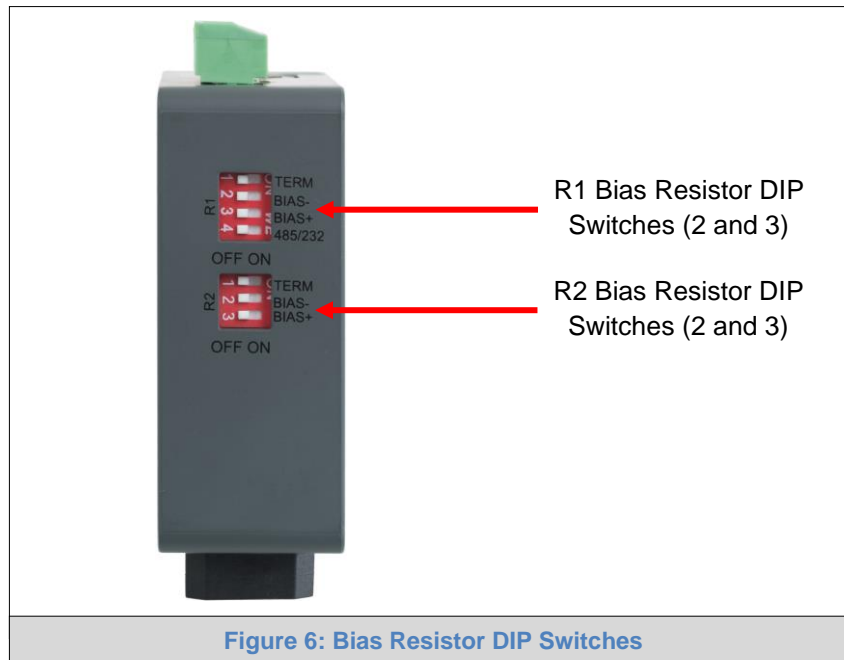 1 ON TERM
2 BIAS-
R1
3 BIAS+
4 485/232
OFF ON
1 ON TERM
2 BIAS-
R2
3 BIAS+
OFF ON
R1 Bias Resistor DIP
Switches (2 and 3)
R2 Bias Resistor DIP
Switches (2 and 3)
Figure 6: Bias Resistor DIP Switches